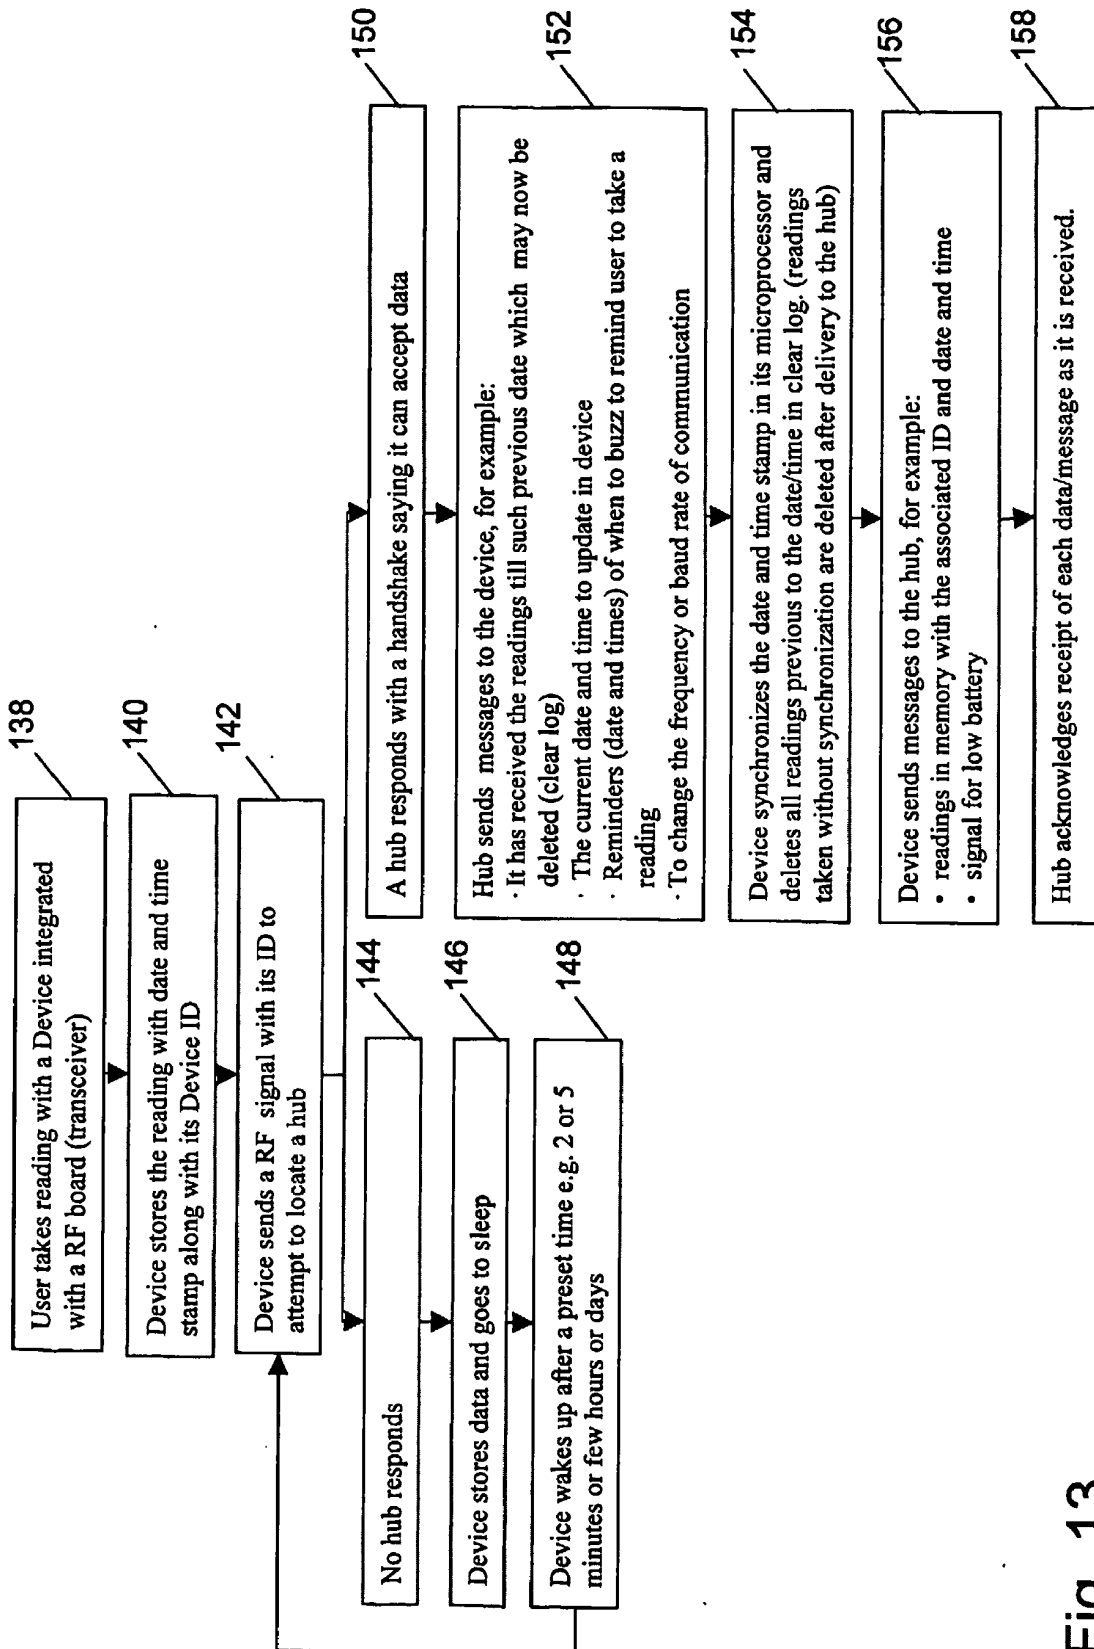 138
User takes reading with a Device integrated
with a RF board (transceiver)
140
Device stores the reading with date and time
stamp along with its Device ID
142
Device sends a RF signal with its ID to
attempt to locate a hub
144
No hub responds
146
Device stores data and goes to sleep
148
Device wakes up after a preset time e.g. 2 or 5
minutes or few hours or days
150
A hub responds with a handshake saying it can accept data
152
Hub sends messages to the device, for example:
· It has received the readings till such previous date which may now be
deleted (clear log)
· The current date and time to update in device
· Reminders (date and times) of when to buzz to remind user to take a
reading
· To change the frequency or baud rate of communication
154
Device synchronizes the date and time stamp in its microprocessor and
deletes all readings previous to the date/time in clear log. (readings
taken without synchronization are deleted after delivery to the hub)
156
Device sends messages to the hub, for example:
• readings in memory with the associated ID and date and time
• signal for low battery
158
Hub acknowledges receipt of each data/message as it is received.
Fig. 13